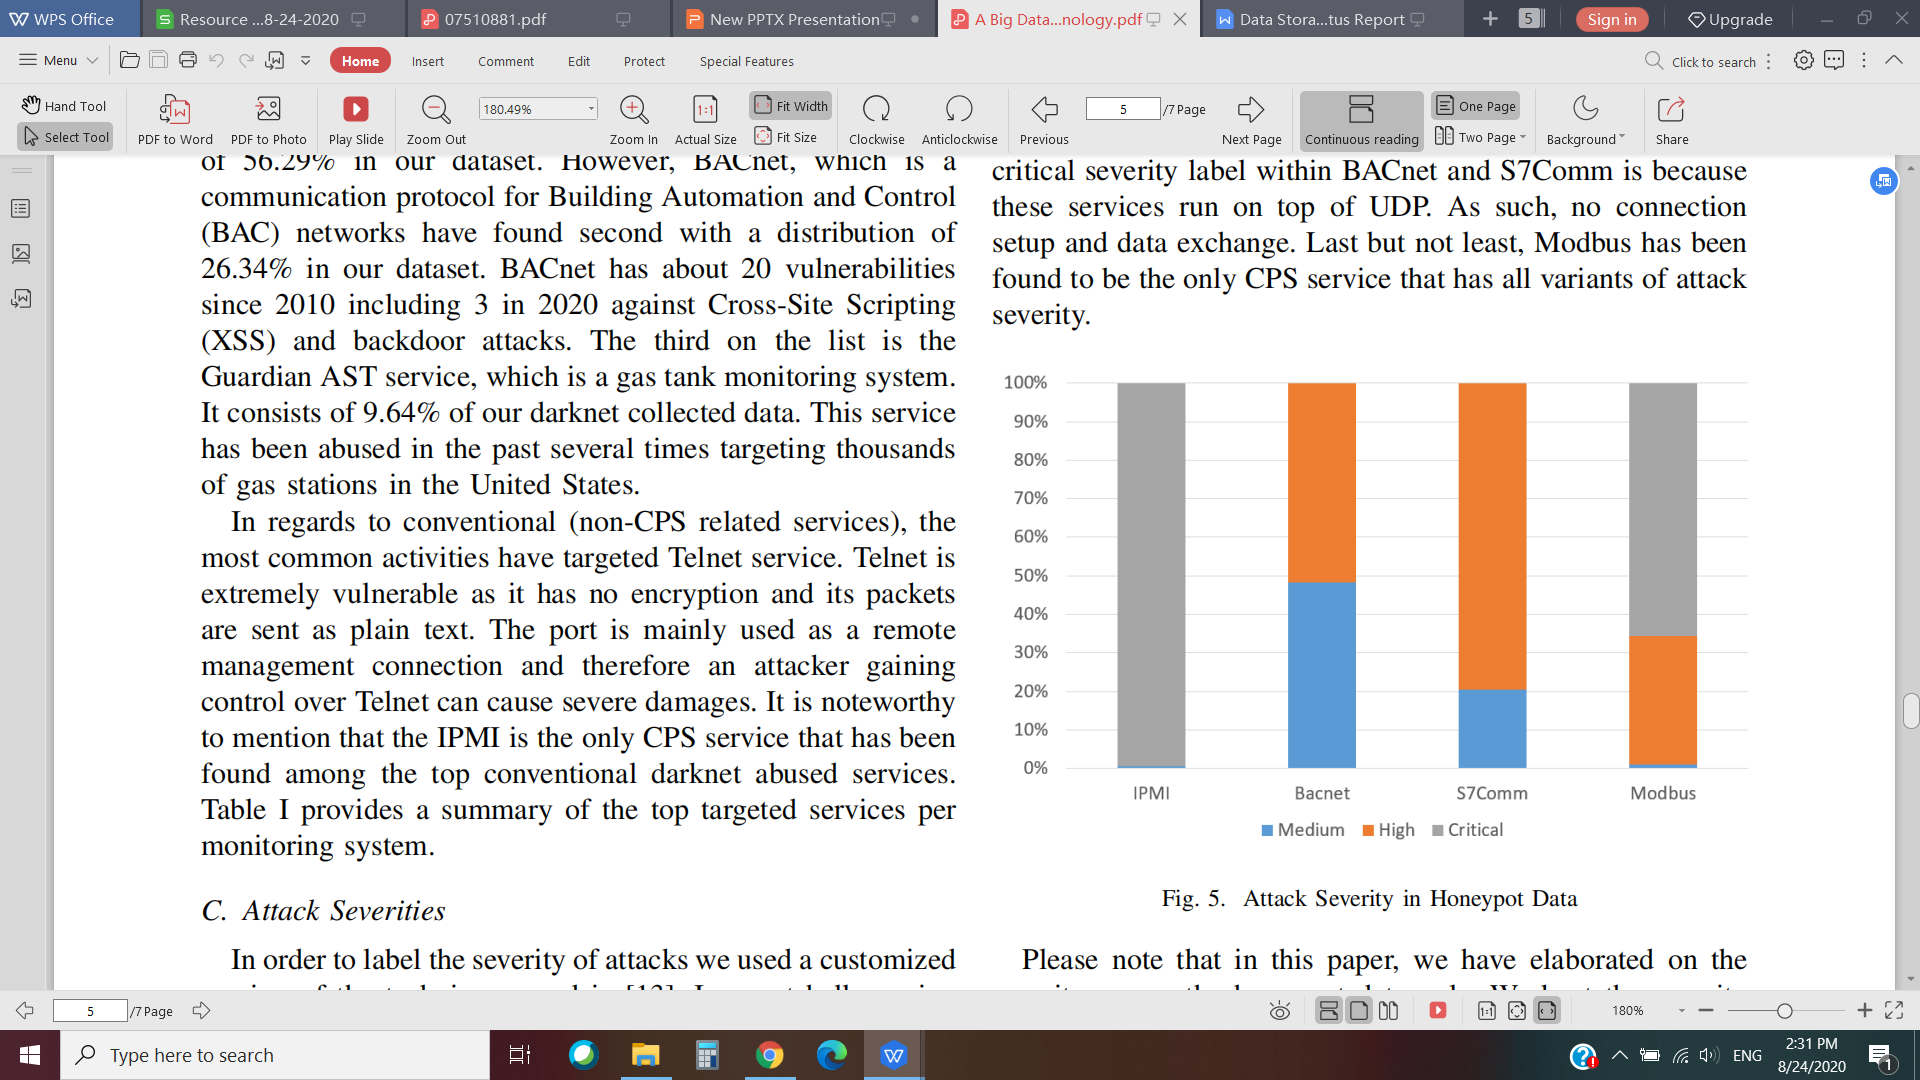 WPS Office
Resource ...8-24-2020
07510881.pdf
New PPTX Presentation
A Big Data...nology.pdf
Data Stora...tus Report
5
Sign in
Upgrade
Menu
Home
Insert
Comment
Edit
Protect
Special Features
Click to search
Hand Tool
Select Tool
PDF to Word
PDF to Photo
Play Slide
Zoom Out
180.49%
Zoom In
1:1
Actual Size
Fit Width
Fit Size
Clockwise
Anticlockwise
Previous
5
/7 Page
Next Page
Continuous reading
One Page
Two Page
Background
Share
of 56.29% in our dataset. However, BACnet, which is a
communication protocol for Building Automation and Control
(BAC) networks have found second with a distribution of
26.34% in our dataset. BACnet has about 20 vulnerabilities
since 2010 including 3 in 2020 against Cross-Site Scripting
(XSS) and backdoor attacks. The third on the list is the
Guardian AST service, which is a gas tank monitoring system.
It consists of 9.64% of our darknet collected data. This service
has been abused in the past several times targeting thousands
of gas stations in the United States.
In regards to conventional (non-CPS related services), the
most common activities have targeted Telnet service. Telnet is
extremely vulnerable as it has no encryption and its packets
are sent as plain text. The port is mainly used as a remote
management connection and therefore an attacker gaining
control over Telnet can cause severe damages. It is noteworthy
to mention that the IPMI is the only CPS service that has been
found among the top conventional darknet abused services.
Table I provides a summary of the top targeted services per
monitoring system.
C. Attack Severities
In order to label the severity of attacks we used a customized
critical severity label within BACnet and S7Comm is because
these services run on top of UDP. As such, no connection
setup and data exchange. Last but not least, Modbus has been
found to be the only CPS service that has all variants of attack
severity.
100%
90%
80%
70%
60%
50%
40%
30%
20%
10%
0%
IPMI
Bacnet
S7Comm
Modbus
Medium
High
Critical
Fig. 5. Attack Severity in Honeypot Data
Please note that in this paper, we have elaborated on the
5
/7 Page
1:1
180%
Type here to search
ENG
2:31 PM
8/24/2020
1